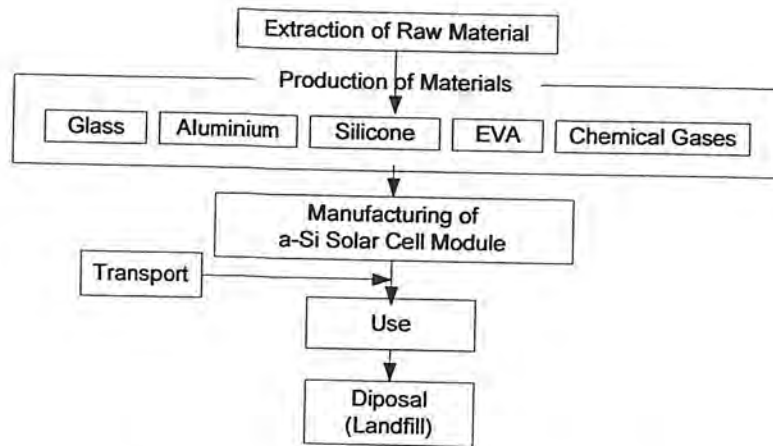 Extraction of Raw Material
Production of Materials
Glass
Aluminium
Silicone
EVA
Chemical Gases
Manufacturing of
a-Si Solar Cell Module
Transport
Use
Diposal
(Landfill)